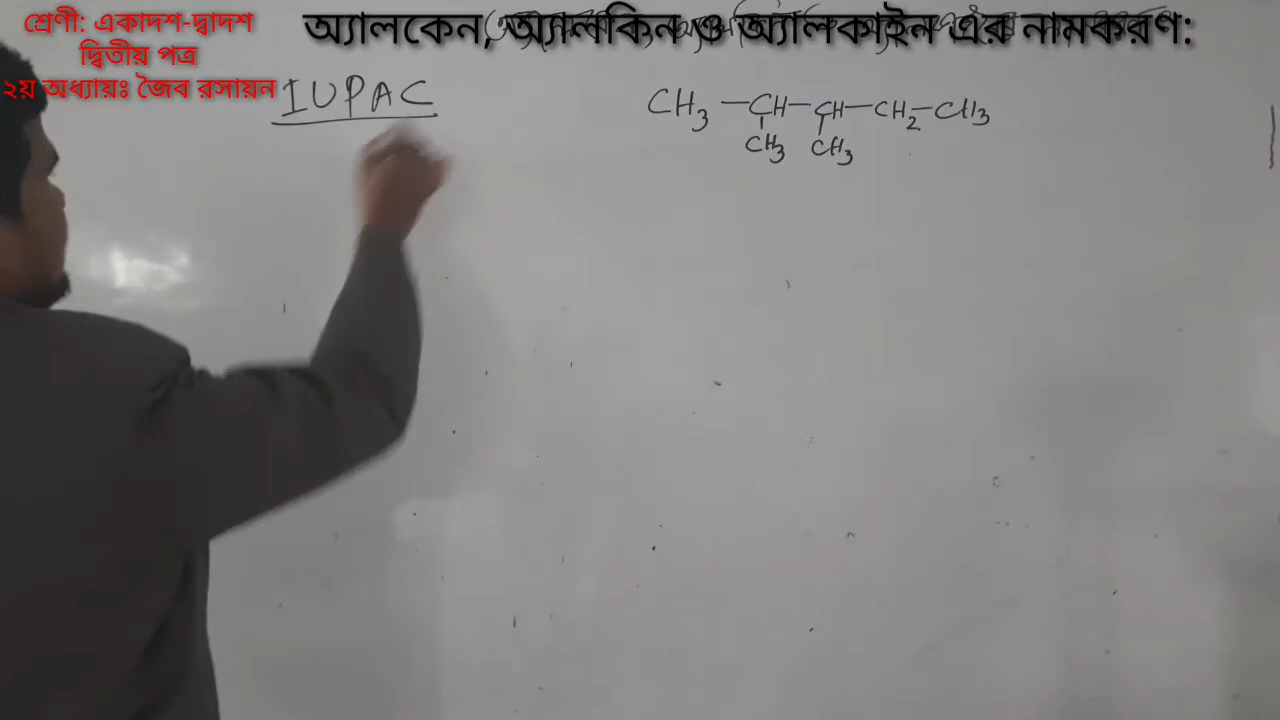 শ্রেণী: একাদশ-দ্বাদশ
দ্বিতীয় পত্র
২য় অধ্যায়ঃ জৈব রসায়ন
অ্যালকেন, অ্যালকিন ও অ্যালকাইন এর নামকরণ:
IUPAC
CH3 —CH—CH—CH2—CH3
CH3 CH3